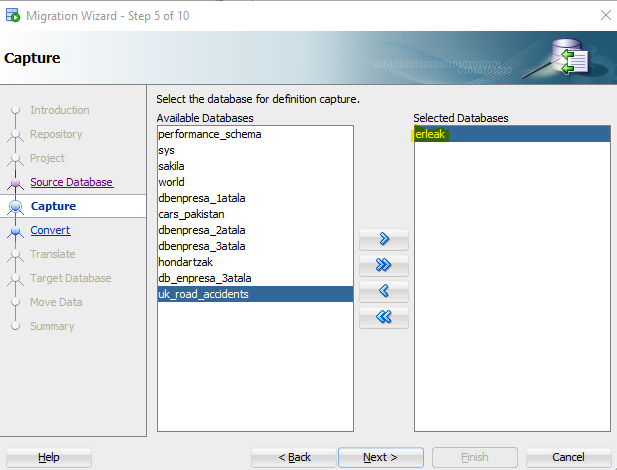 Migration Wizard - Step 5 of 10
Capture
0101010101010101010101010101
01010101010
Introduction
Repository
Project
Source Database
Capture
Convert
Translate
Target Database
Move Data
Summary
Select the database for definition capture.
Available Databases
performance_schema
sys
sakila
world
dbenpresa_1atala
cars_pakistan
dbenpresa_2atala
dbenpresa_3atala
hondartzak
db_enpresa_3atala
uk_road_accidents
Selected Databases
erleak
Help
< Back
Next >
Finish
Cancel